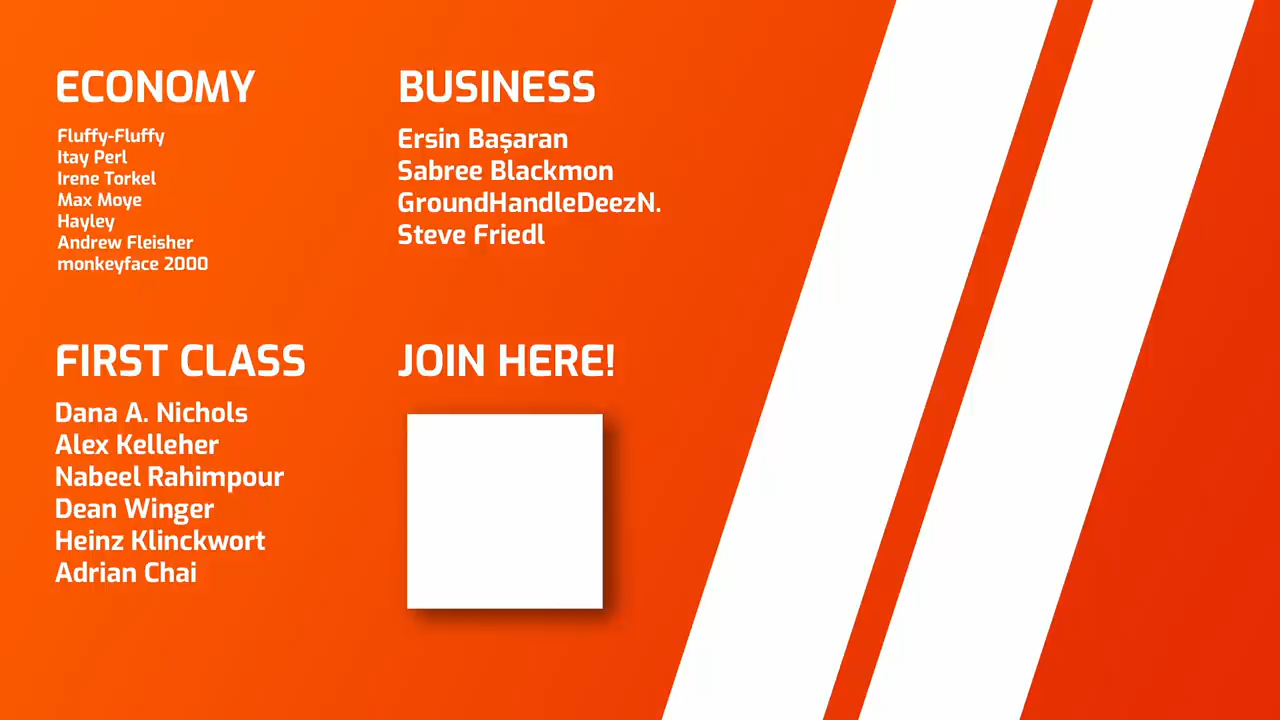 ECONOMY
Fluffy-Fluffy
Itay Perl
Irene Torkel
Max Moye
Hayley
Andrew Fleisher
monkeyface 2000
BUSINESS
Ersin Başaran
Sabree Blackmon
GroundHandleDeezN.
Steve Friedl
FIRST CLASS
Dana A. Nichols
Alex Kelleher
Nabeel Rahimpour
Dean Winger
Heinz Klinckwort
Adrian Chai
JOIN HERE!